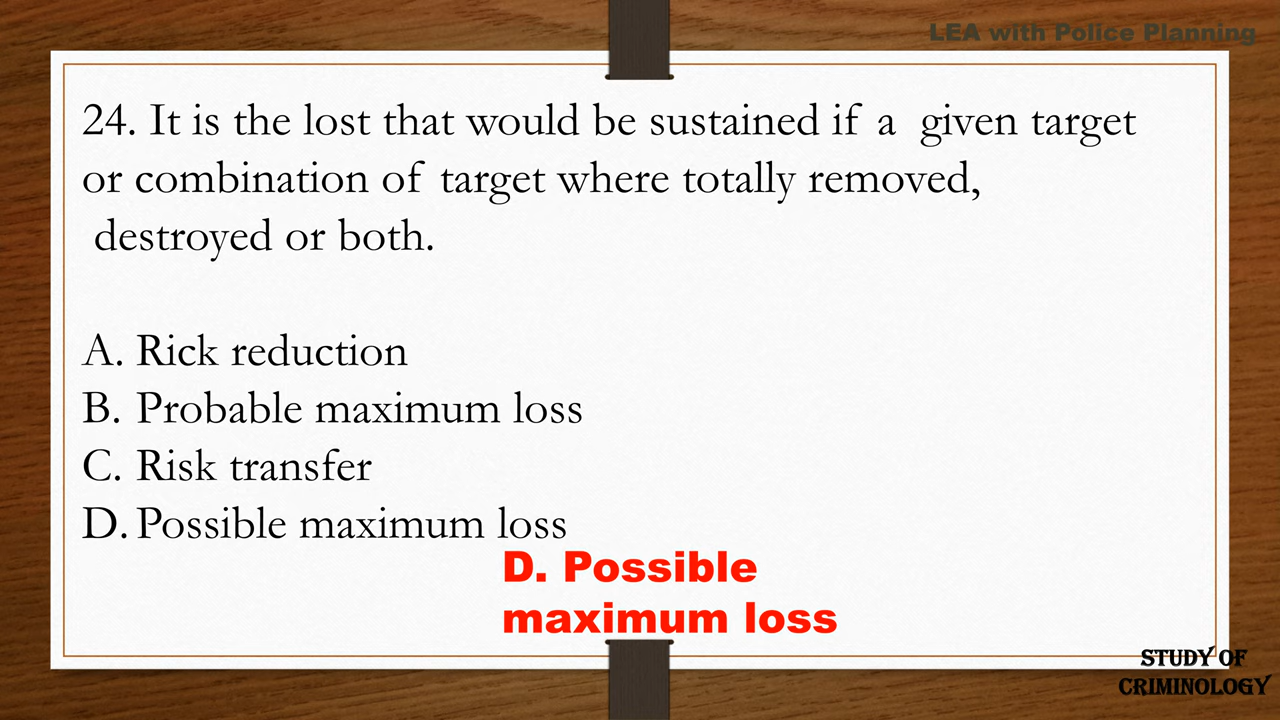 LEA with Police Planning
24. It is the lost that would be sustained if a given target
or combination of target where totally removed,
destroyed or both.
A. Rick reduction
B. Probable maximum loss
C. Risk transfer
D. Possible maximum loss
D. Possible
maximum loss
STUDY OF
CRIMINOLOGY